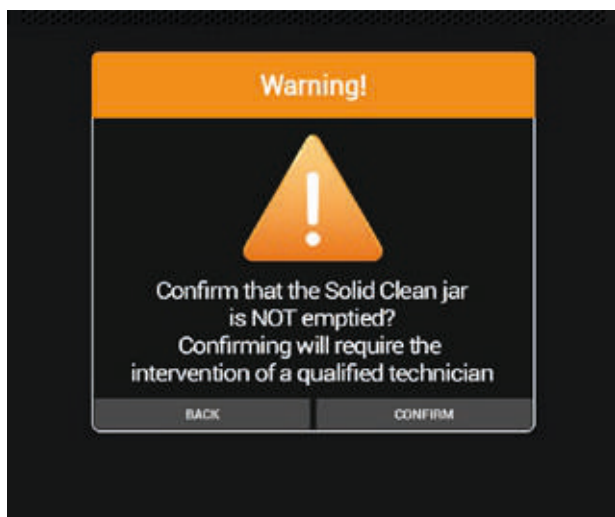 Warning!
Confirm that the Solid Clean jar
is NOT emptied?
Confirming will require the
intervention of a qualified technician
BACK CONFIRM